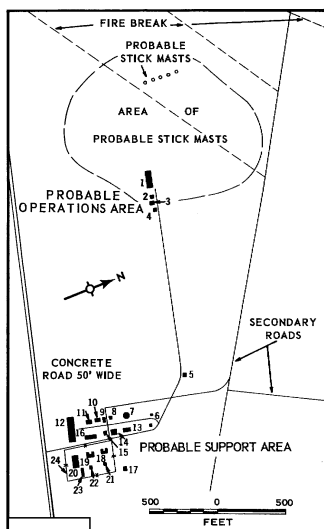 FIRE BREAK
PROBABLE
STICK MASTS
AREA OF
PROBABLE STICK MASTS
1
2
3
4
PROBABLE
OPERATIONS AREA
N
SECONDARY
ROADS
5
CONCRETE
ROAD 50' WIDE
10
11
9
8
7
6
12
16
13
14
15
PROBABLE SUPPORT AREA
24
19
18
20
17
23
22
21
500 0 500
FEET